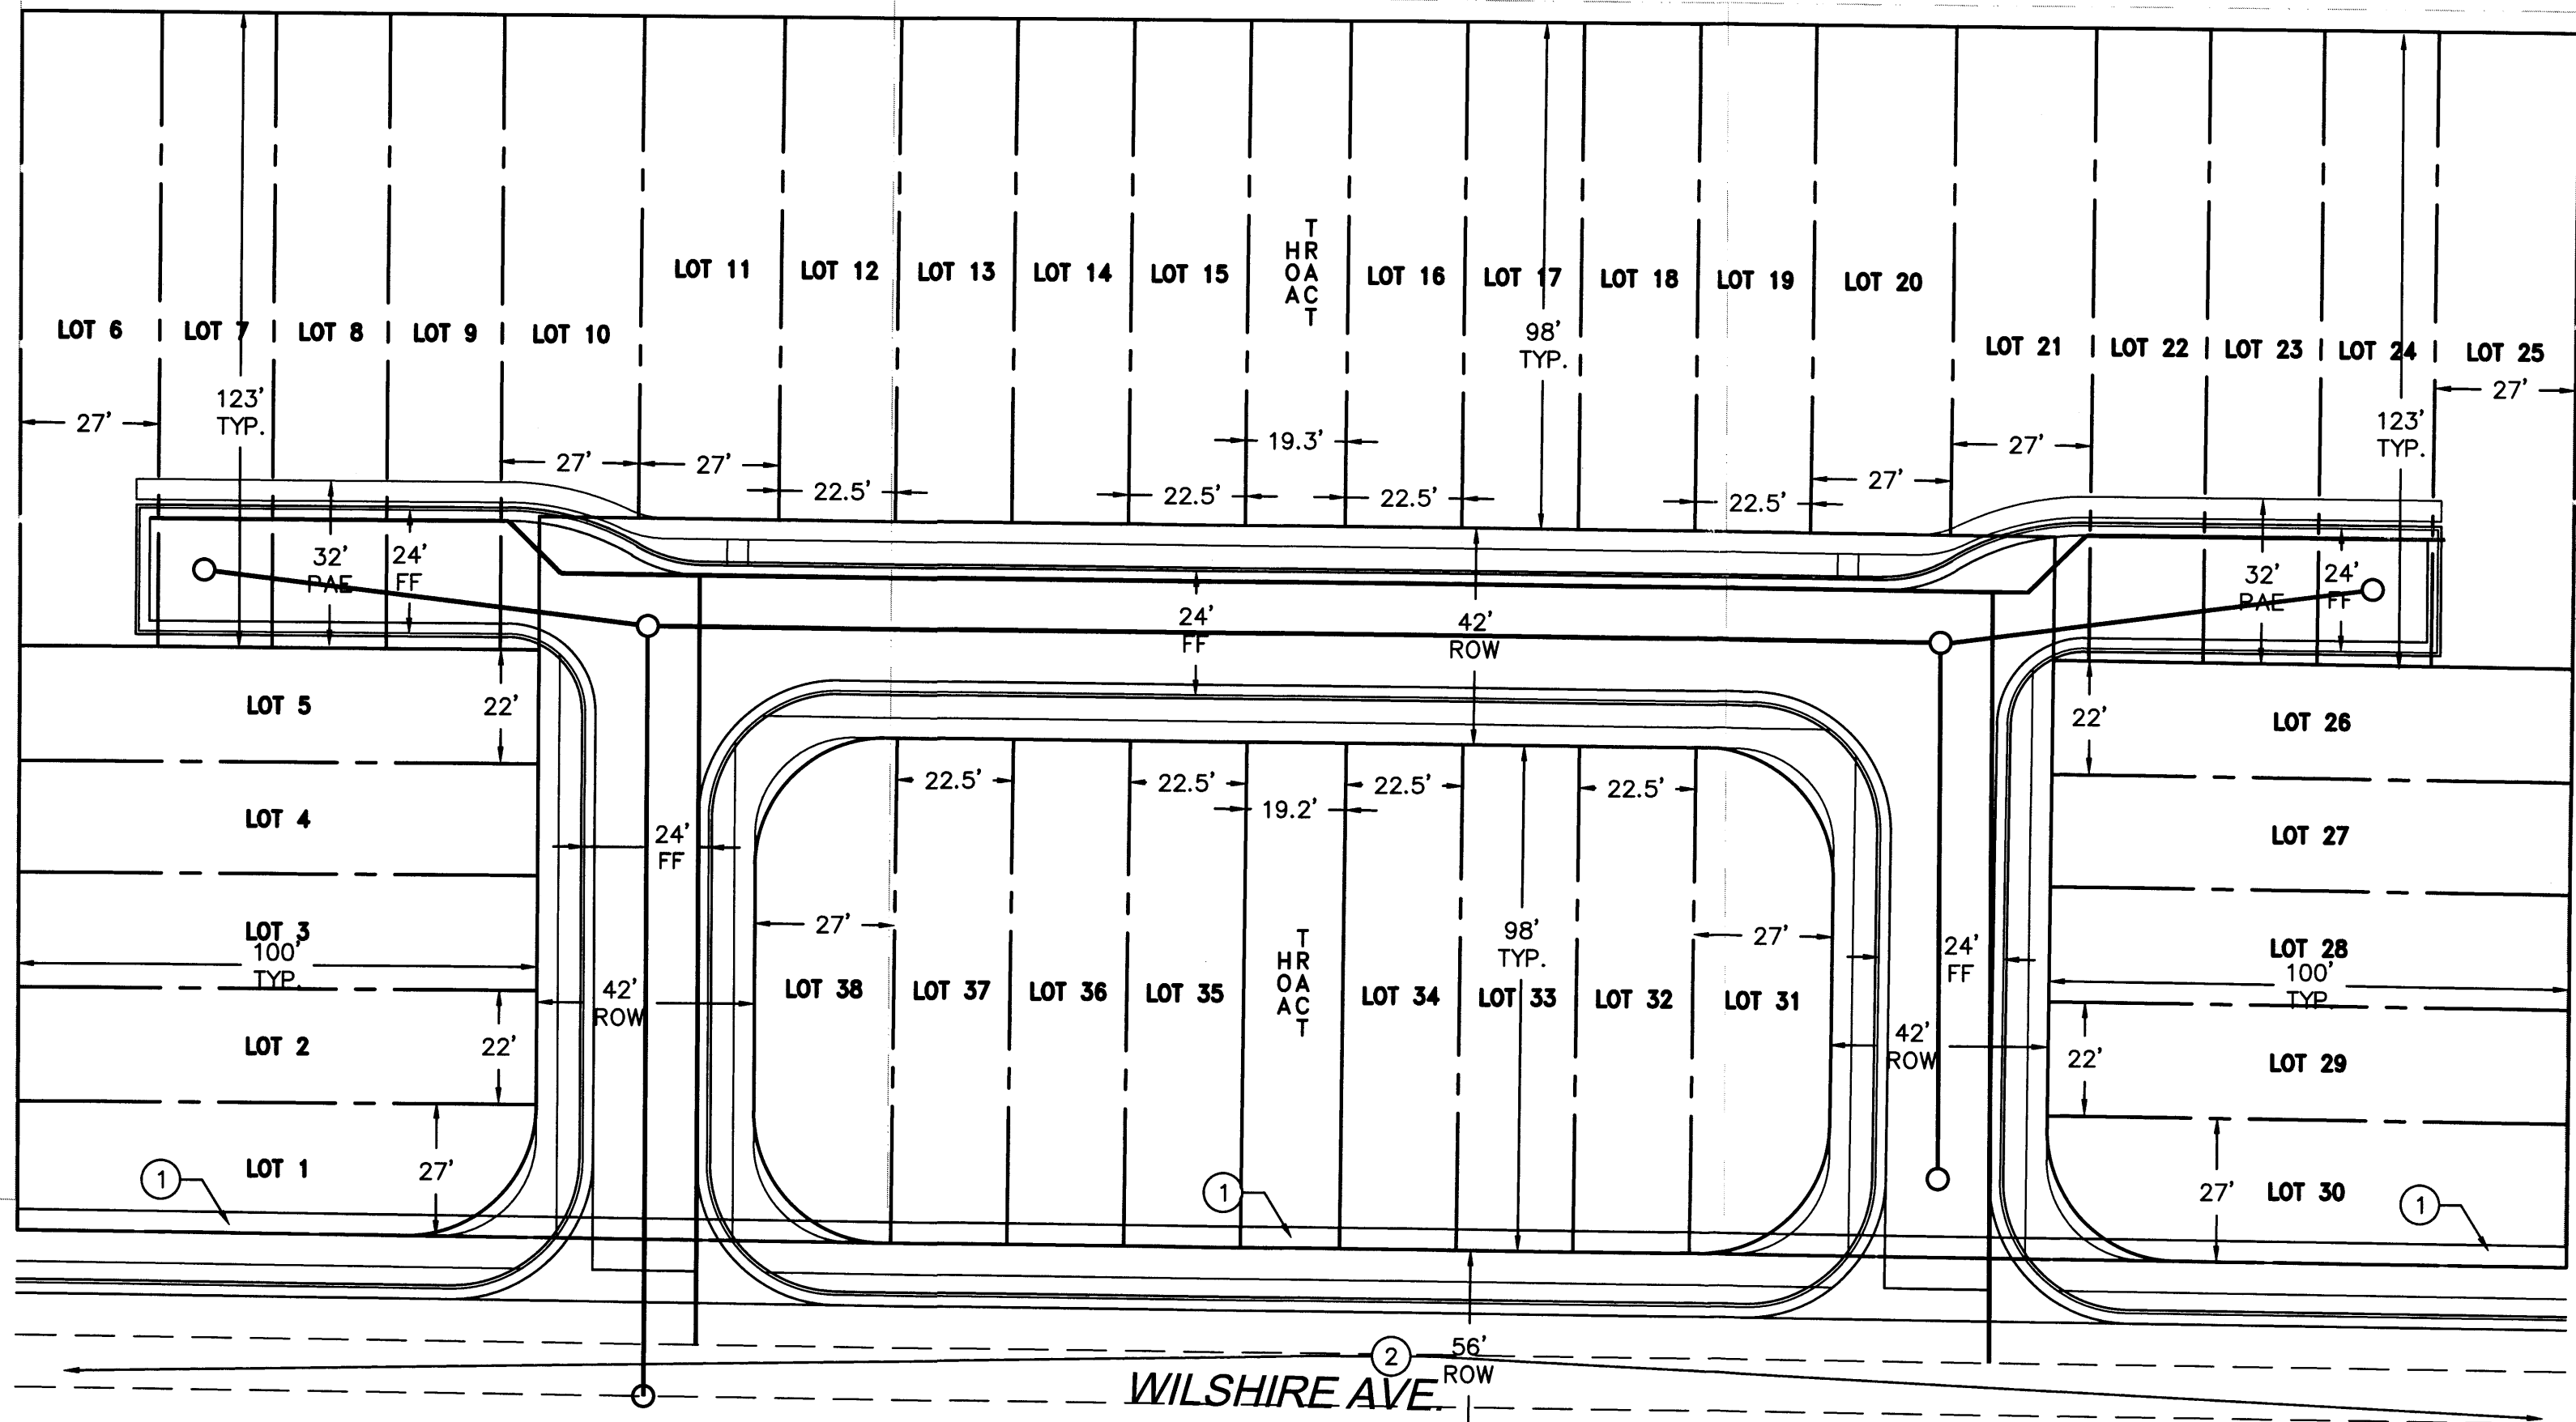 LOT 6
LOT 7
LOT 8
LOT 9
LOT 10
LOT 11
LOT 12
LOT 13
LOT 14
LOT 15
HOA
TRACT
LOT 16
LOT 17
LOT 18
LOT 19
LOT 20
LOT 21
LOT 22
LOT 23
LOT 24
LOT 25
98'
TYP.
123'
TYP.
123'
TYP.
27'
27'
27'
22.5'
22.5'
19.3'
22.5'
22.5'
27'
27'
27'
32'
PAE
24'
FF
24'
FF
42'
ROW
32'
PAE
24'
FF
LOT 5
22'
LOT 4
LOT 3
100'
TYP.
LOT 2
22'
LOT 1
27'
1
24'
FF
42'
ROW
22.5'
22.5'
19.2'
22.5'
22.5'
27'
98'
TYP.
27'
LOT 38
LOT 37
LOT 36
LOT 35
HOA
TRACT
LOT 34
LOT 33
LOT 32
LOT 31
1
24'
FF
42'
ROW
22'
LOT 26
LOT 27
LOT 28
100'
TYP.
22'
LOT 29
27'
LOT 30
1
2
56'
ROW
WILSHIRE AVE.